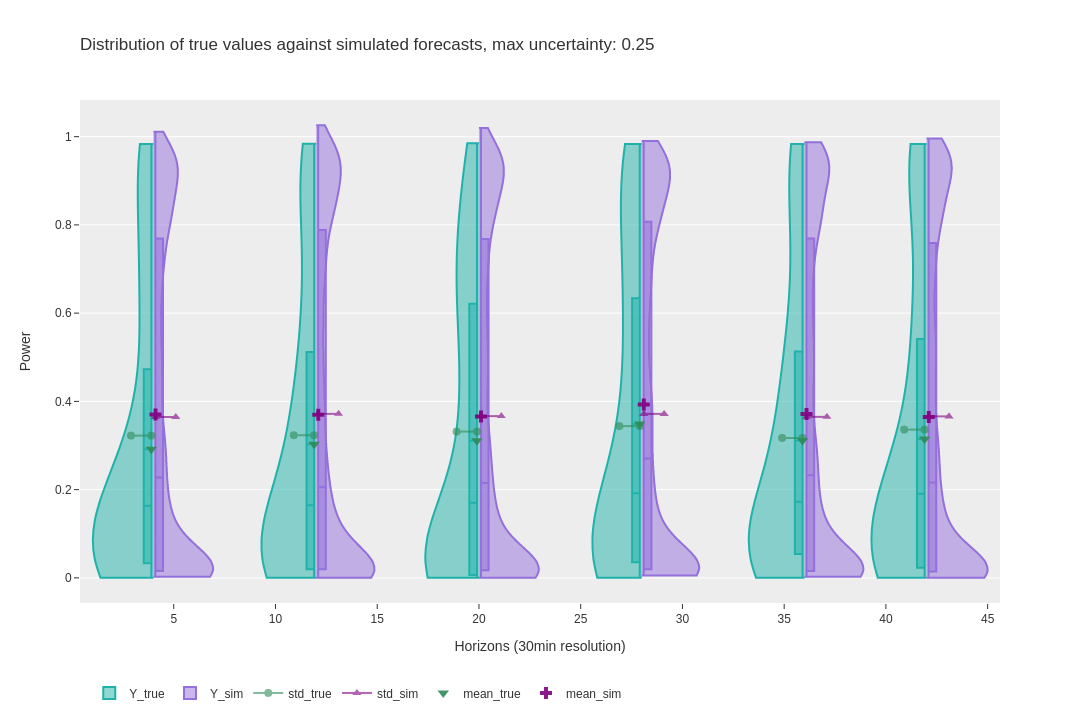 Distribution of true values against simulated forecasts, max uncertainty: 0.25
1
0.8
0.6
0.4
0.2
0
Power
5 10 15 20 25 30 35 40 45
Horizons (30min resolution)
Y_true Y_sim std_true std_sim mean_true mean_sim